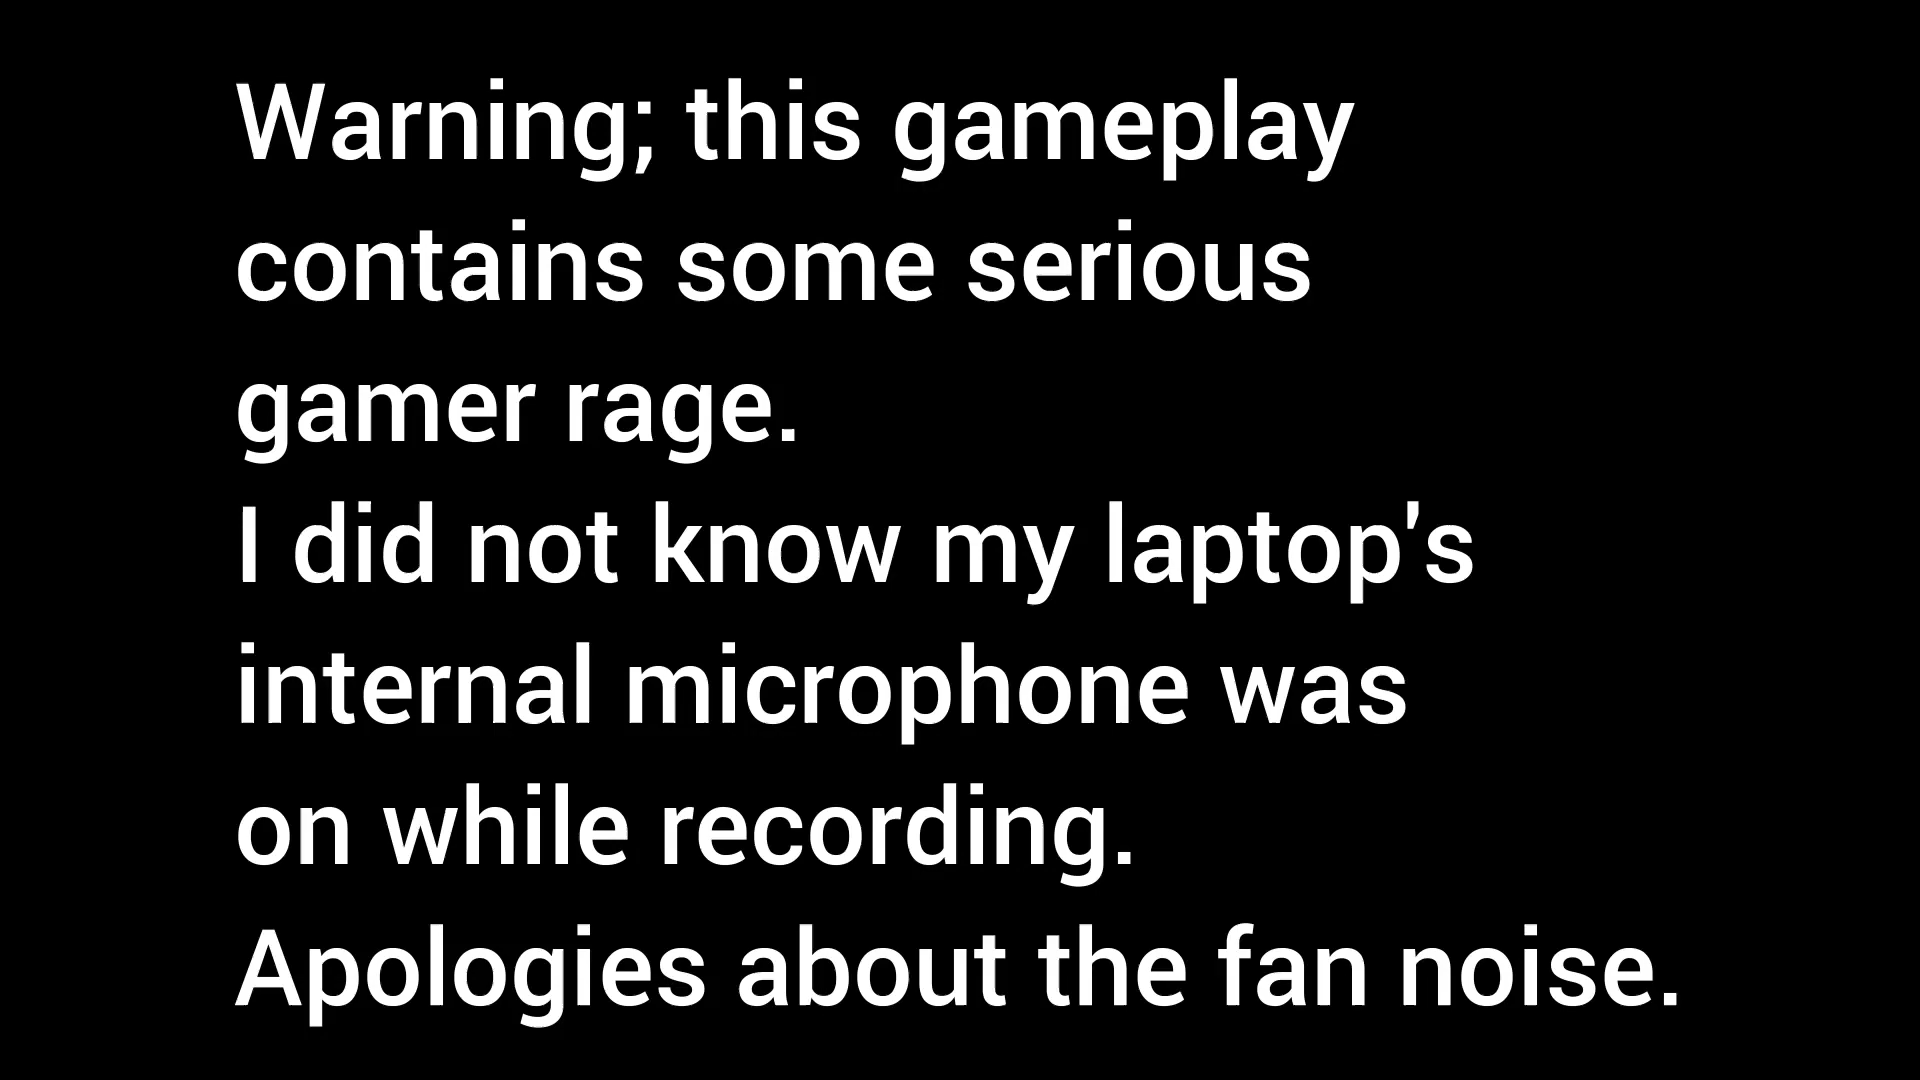 Warning; this gameplay
contains some serious
gamer rage.
I did not know my laptop's
internal microphone was
on while recording.
Apologies about the fan noise.